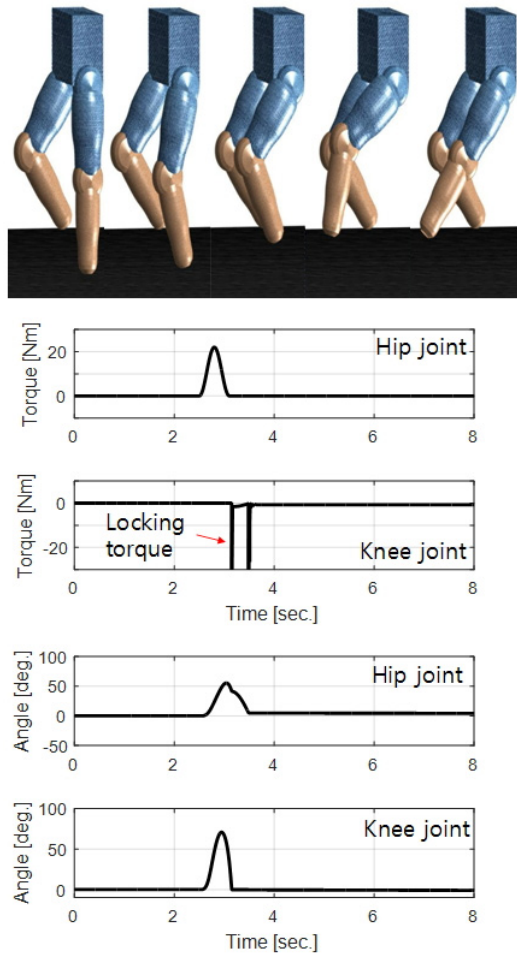 Torque [Nm]
20
0
Hip joint
0 2 4 6 8
Torque [Nm]
0
-20
Locking
torque
Knee joint
0 2 4 6 8
Time [sec.]
Angle [deg.]
100
50
0
-50
Hip joint
0 2 4 6 8
Angle [deg.]
100
50
0
Knee joint
0 2 4 6 8
Time [sec.]